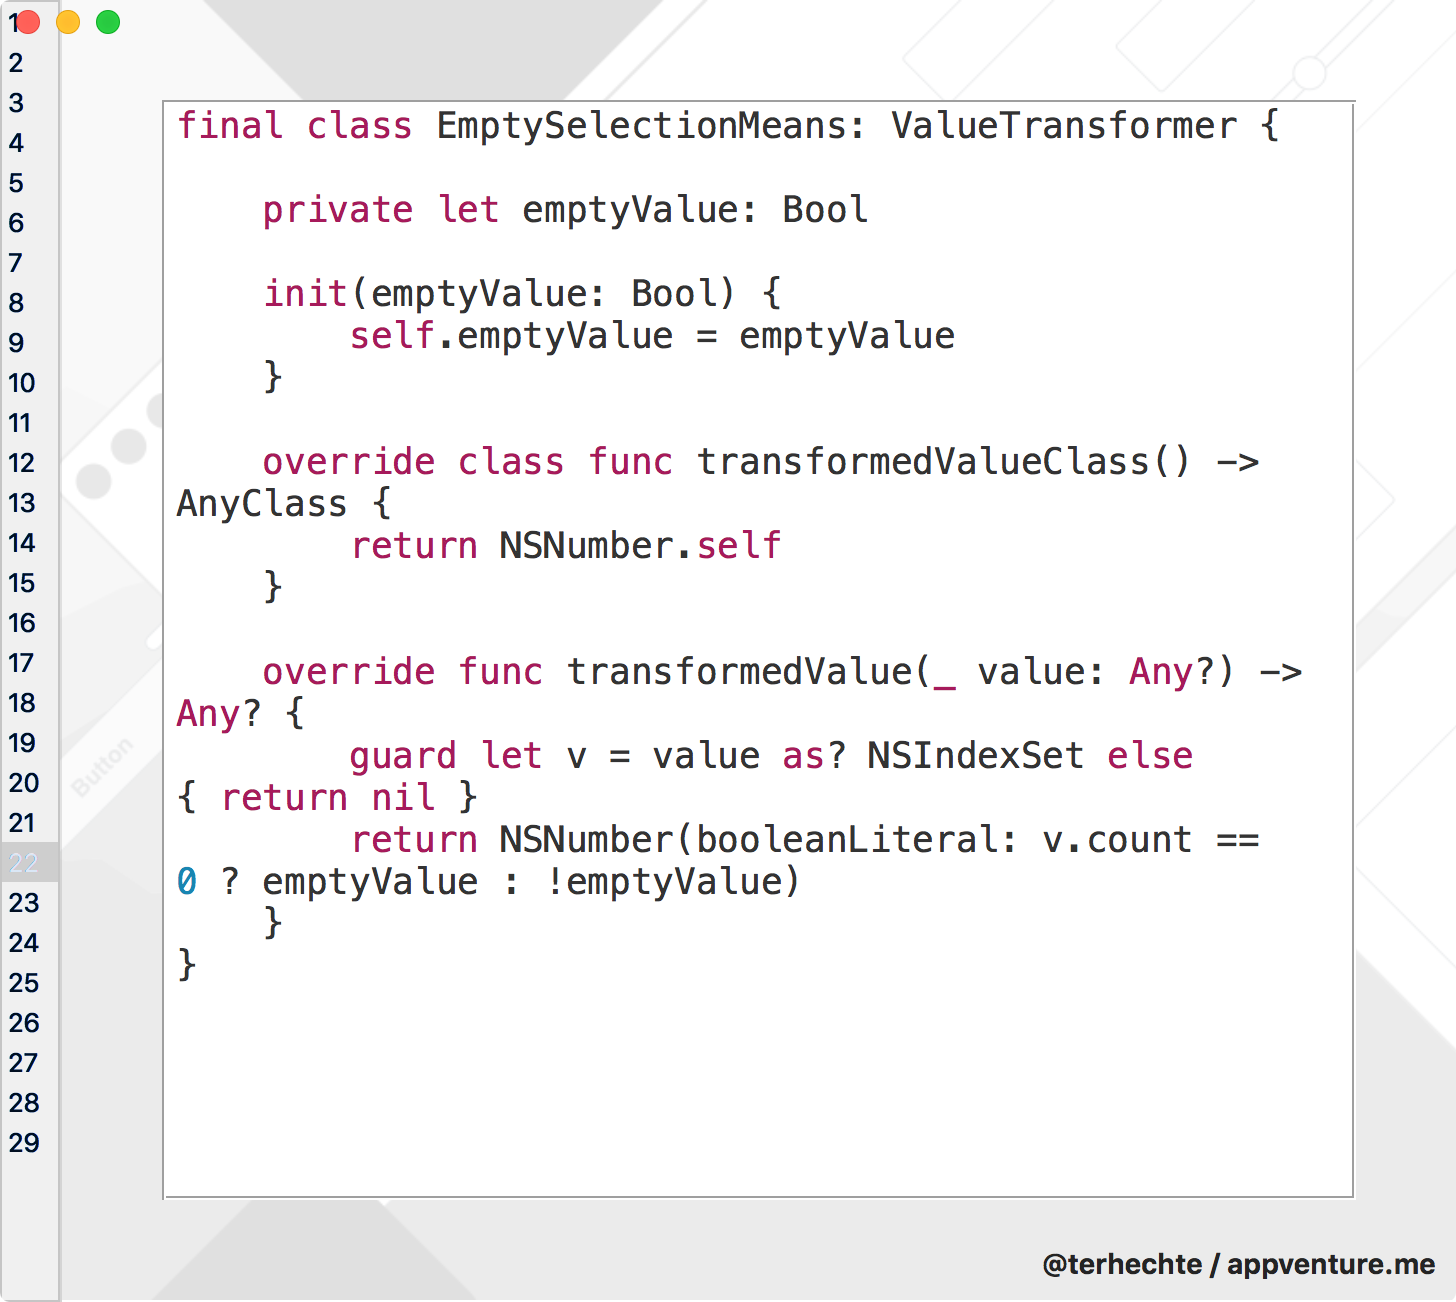 1
2
3
4
5
6
7
8
9
10
11
12
13
14
15
16
17
18
19
20
21
22
23
24
25
26
27
28
29
final class EmptySelectionMeans: ValueTransformer {
    private let emptyValue: Bool
    init(emptyValue: Bool) {
        self.emptyValue = emptyValue
    }
    override class func transformedValueClass() ->
AnyClass {
        return NSNumber.self
    }
    override func transformedValue(_ value: Any?) ->
Any? {
        guard let v = value as? NSIndexSet else
{ return nil }
        return NSNumber(booleanLiteral: v.count ==
0 ? emptyValue : !emptyValue)
    }
}
Button
@terhechte / appventure.me